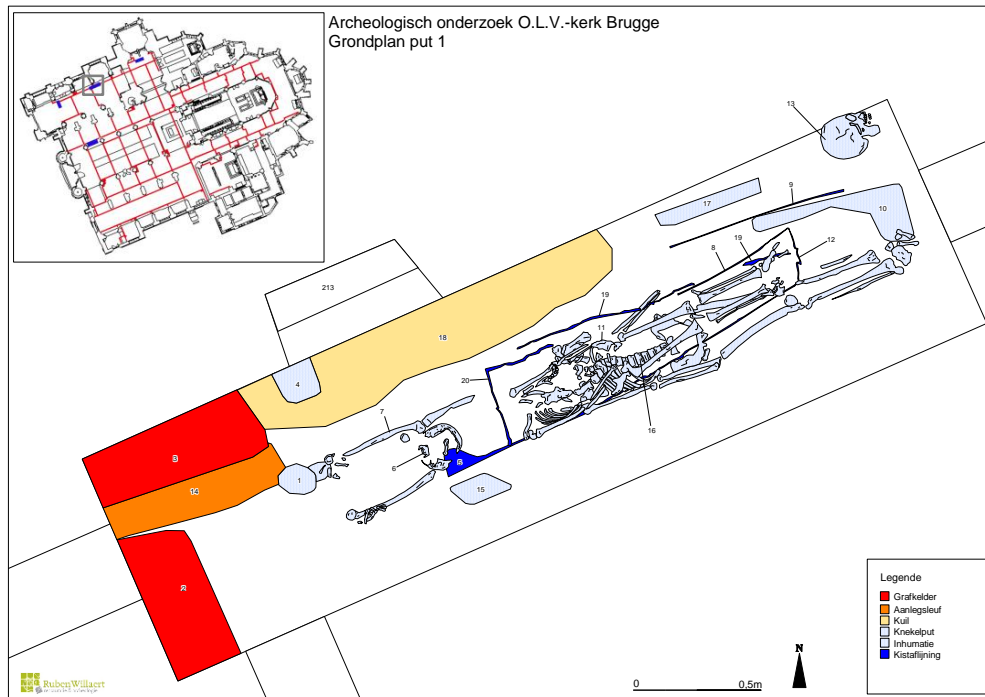 Archeologisch onderzoek O.L.V.-kerk Brugge
Grondplan put 1
13
17
9
10
8
19
12
213
19
18
11
4
20
7
16
3
6
5
1
14
15
2
Legende
Grafkelder
Aanlegsleuf
Kuil
Knekelput
Inhumatie
Kistaflijning
N
0
0,5m
RubenWillaert